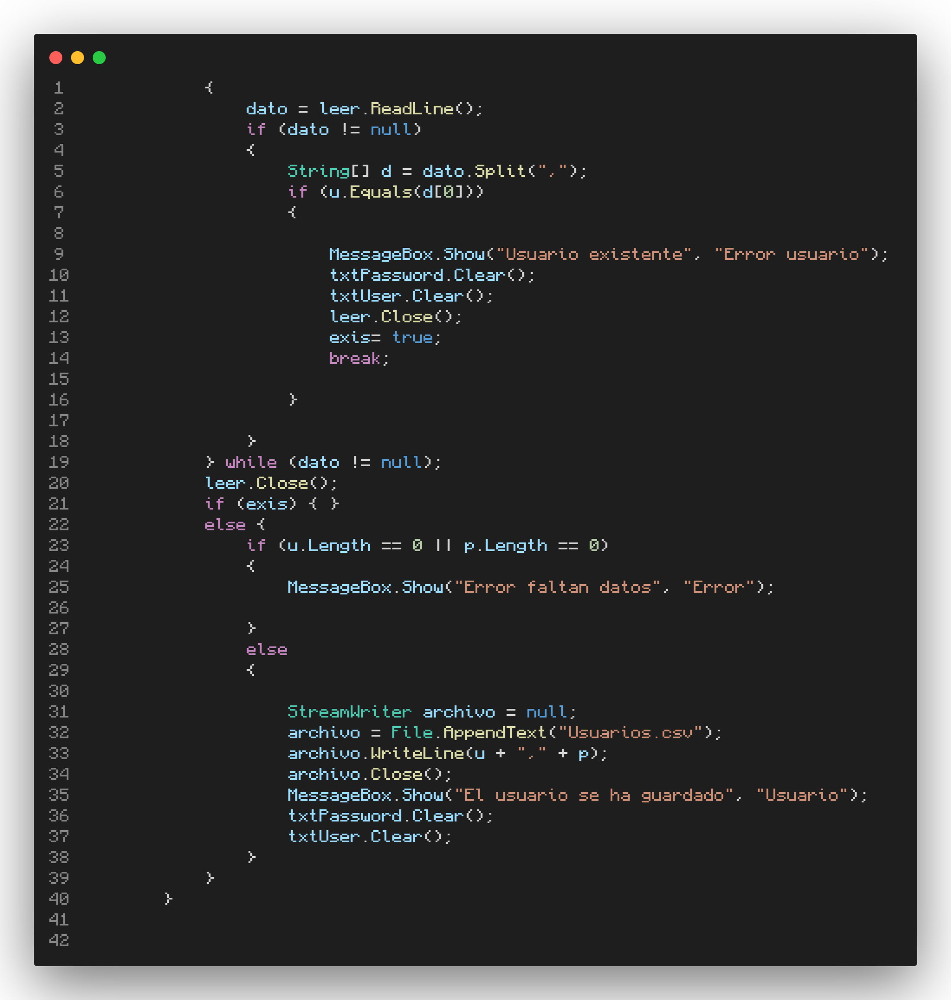 1 {
2 dato = leer.ReadLine();
3 if (dato != null)
4 {
5 String[] d = dato.Split(",");
6 if (u.Equals(d[0]))
7 {
8
9 MessageBox.Show("Usuario existente", "Error usuario");
10 txtPassword.Clear();
11 txtUser.Clear();
12 leer.Close();
13 exis= true;
14 break;
15
16 }
17
18 }
19 } while (dato != null);
20 leer.Close();
21 if (exis) { }
22 else {
23 if (u.Length == 0 || p.Length == 0)
24 {
25 MessageBox.Show("Error faltan datos", "Error");
26
27 }
28 else
29 {
30
31 StreamWriter archivo = null;
32 archivo = File.AppendText("Usuarios.csv");
33 archivo.WriteLine(u + "," + p);
34 archivo.Close();
35 MessageBox.Show("El usuario se ha guardado", "Usuario");
36 txtPassword.Clear();
37 txtUser.Clear();
38 }
39 }
40 }
41
42